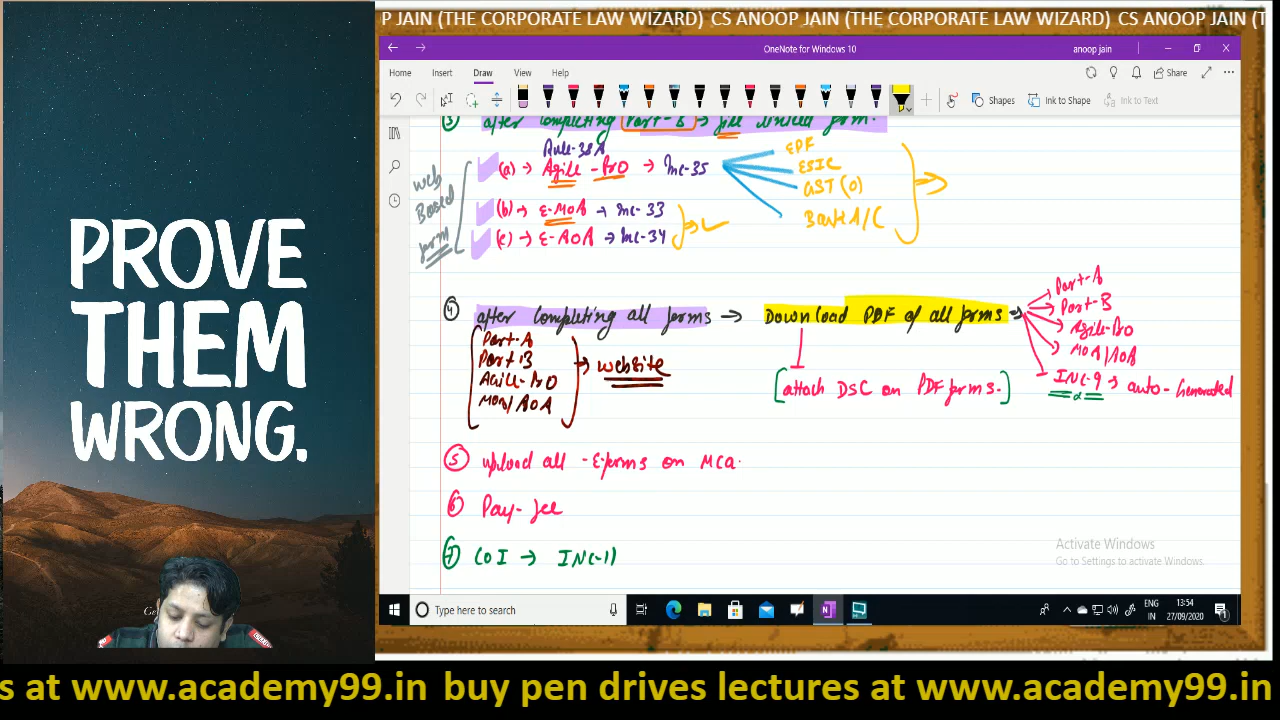 P JAIN (THE CORPORATE LAW WIZARD) CS ANOOP JAIN (THE CORPORATE LAW WIZARD) CS ANOOP JAIN (T
PROVE
THEM
WRONG.
OneNote for Windows 10
anoop jain
Home Insert Draw View Help
Share
Shapes
Ink to Shape
Ink to Text
③ after completing Part-B → fill linked form.
Rule-38A
(a) → Agile-PRO → Inc-35
EPF
ESIC
GST (O)
Bank A/C
Web
Based
form
(b) → E-MOA → Inc-33
(c) → E-AOA → Inc-34
④ after completing all forms → Download PDF of all forms →
Part-A
Part-B
Agile-Pro
MOA/AOA
INC-9 → auto-Generated
Part-A
Part B
Agile-PRO
MOA/AOA
→ website
[attach DSC on PDF forms.]
⑤ upload all -E-forms on MCA.
⑥ Pay-fee
⑦ COI → INC-11
Activate Windows
Go to Settings to activate Windows.
Type here to search
ENG
IN
13:54
27/09/2020
s at www.academy99.in buy pen drives lectures at www.academy99.in